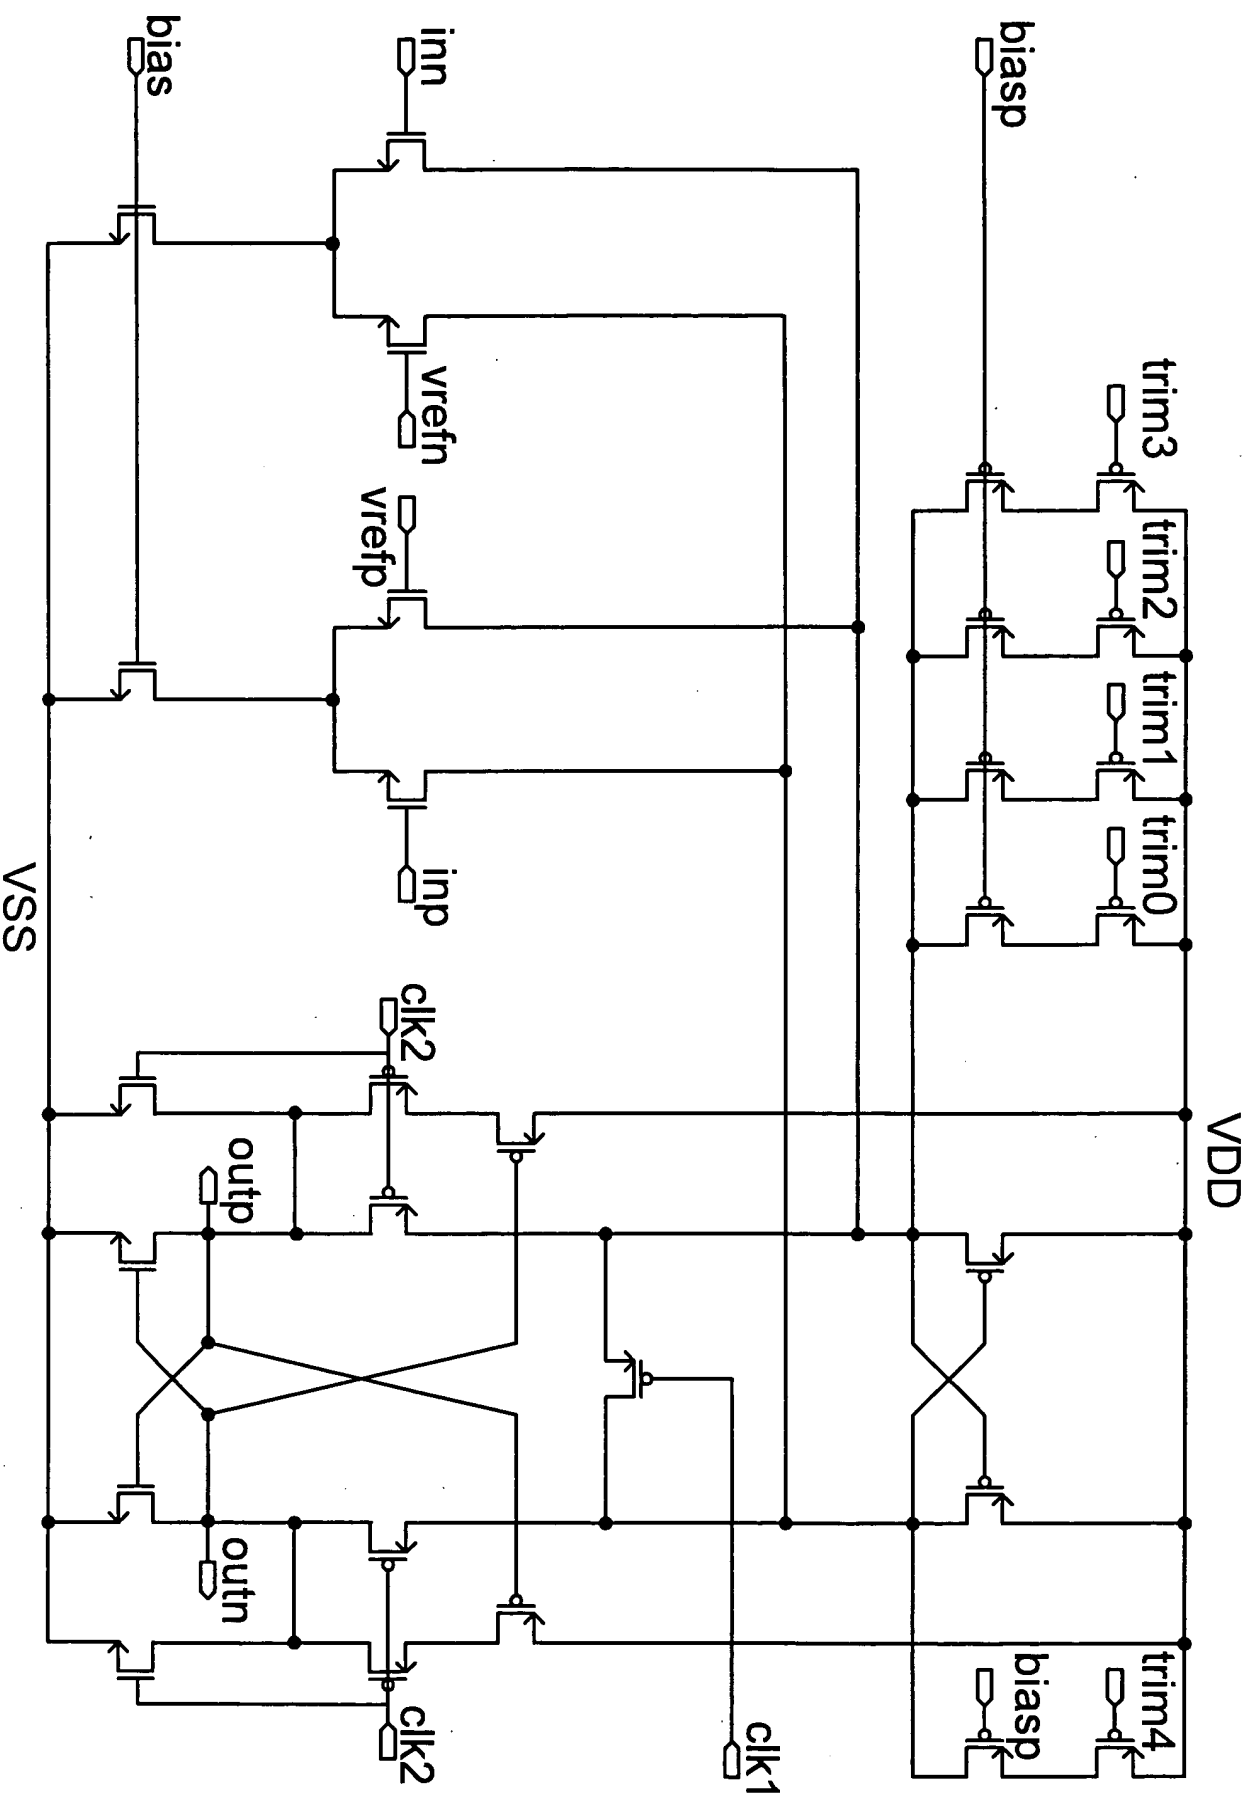 VDD
trim3
trim2
trim1
trim0
trim4
biasp
biasp
clk1
inn
vrefn
vrefp
inp
clk2
clk2
outp
outn
bias
VSS